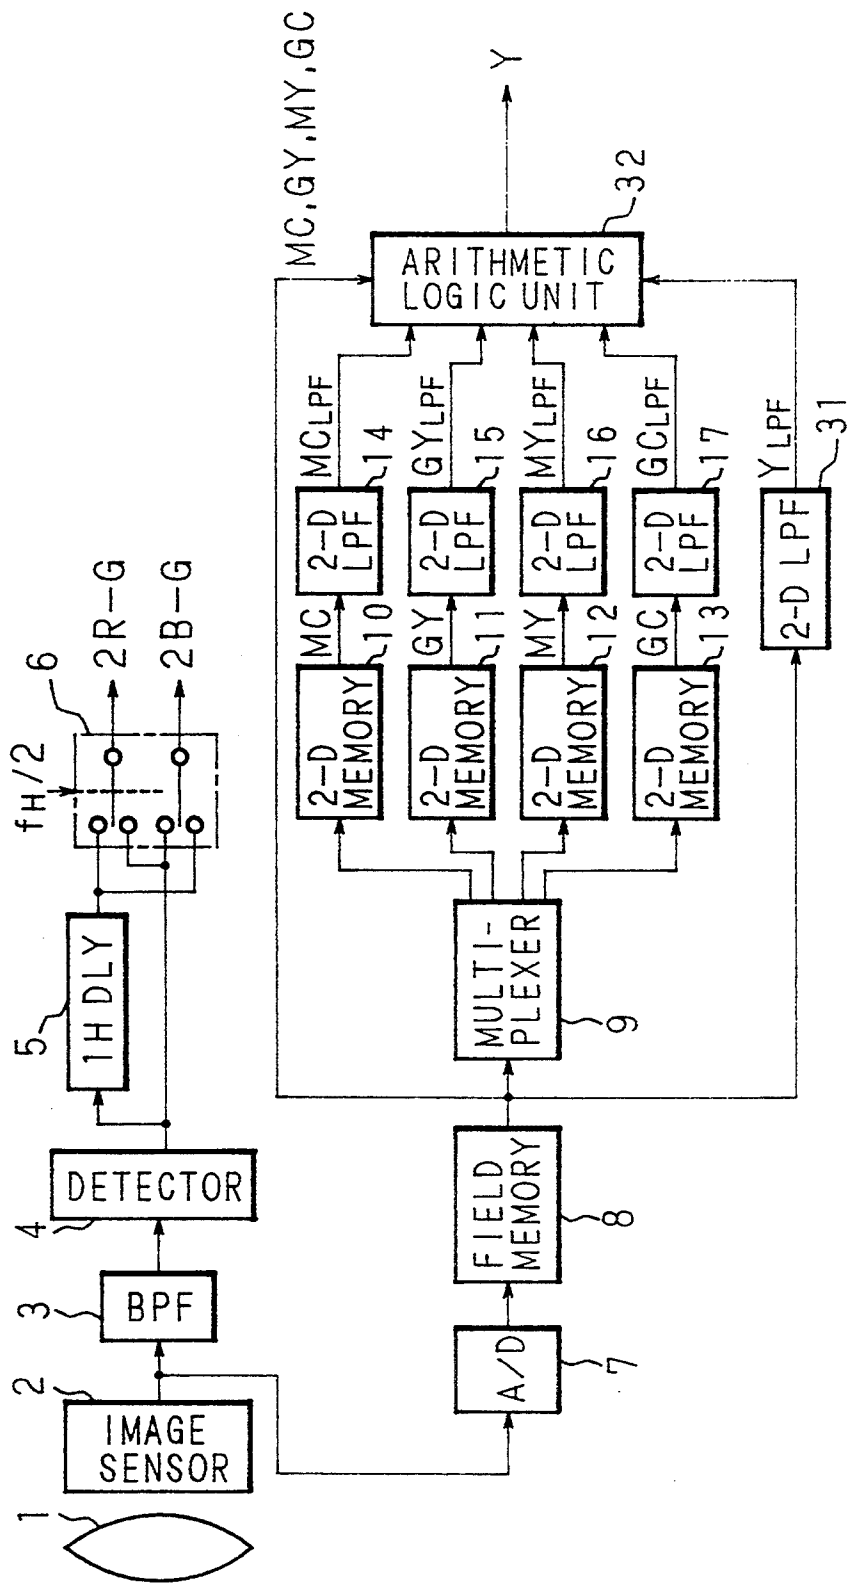 1
2
IMAGE
SENSOR
3
BPF
4
DETECTOR
5
1H DLY
fH/2
6
2R-G
2B-G
7
A/D
8
FIELD
MEMORY
9
MULTI-
PLEXER
2-D
MEMORY
10
MC
2-D
LPF
14
MCLPF
2-D
MEMORY
11
GY
2-D
LPF
15
GYLPF
2-D
MEMORY
12
MY
2-D
LPF
16
MYLPF
2-D
MEMORY
13
GC
2-D
LPF
17
GCLPF
2-D LPF
31
YLPF
MC,GY,MY,GC
ARITHMETIC
LOGIC UNIT
32
Y